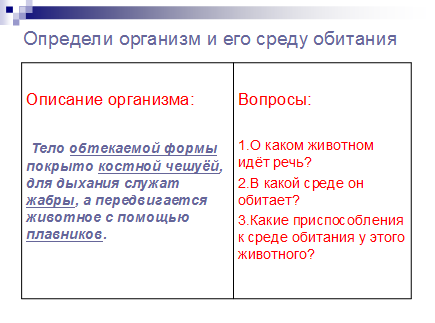 Определи организм и его среду обитания
Описание организма:
Тело обтекаемой формы
покрыто костной чешуёй,
для дыхания служат
жабры, а передвигается
животное с помощью
плавников.
Вопросы:
1.О каком животном
идёт речь?
2.В какой среде он
обитает?
3.Какие приспособления
к среде обитания у этого
животного?